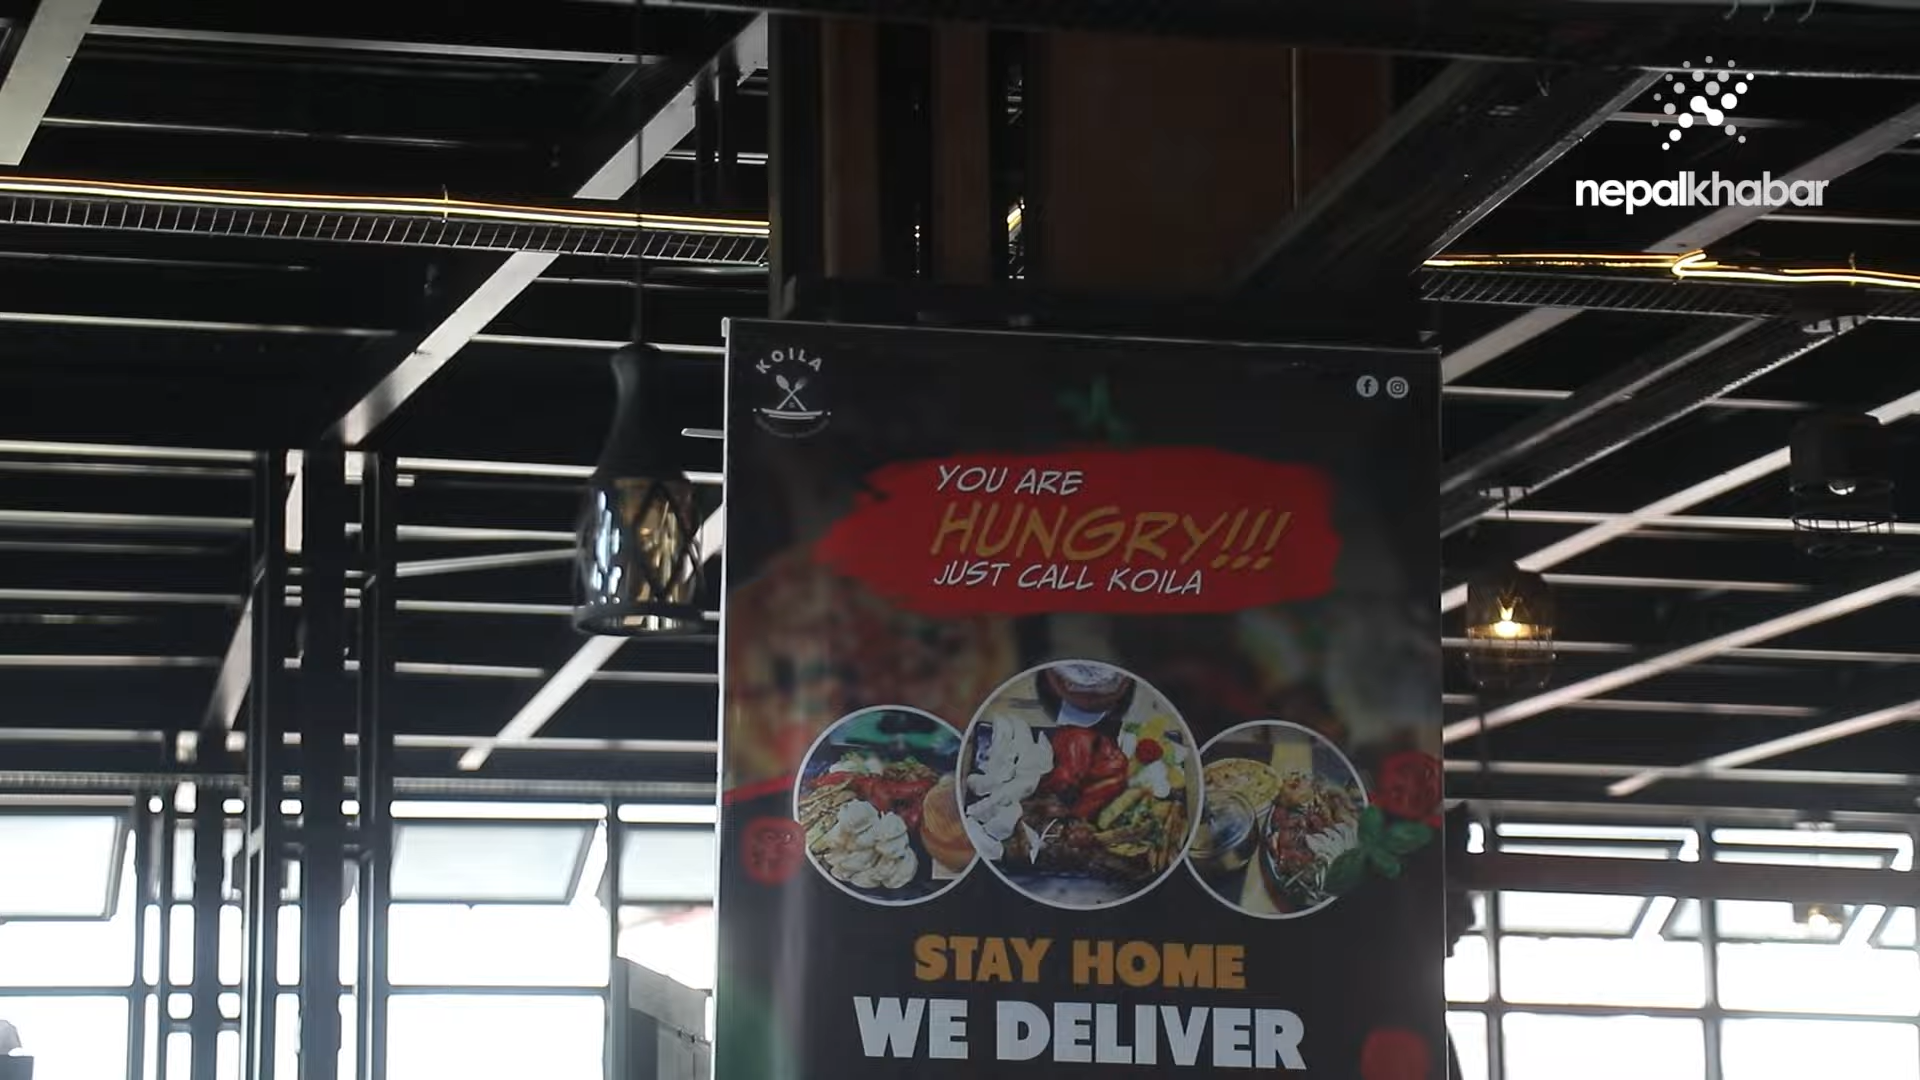 nepalkhabar
KOILA
YOU ARE
HUNGRY!!!
JUST CALL KOILA
STAY HOME
WE DELIVER